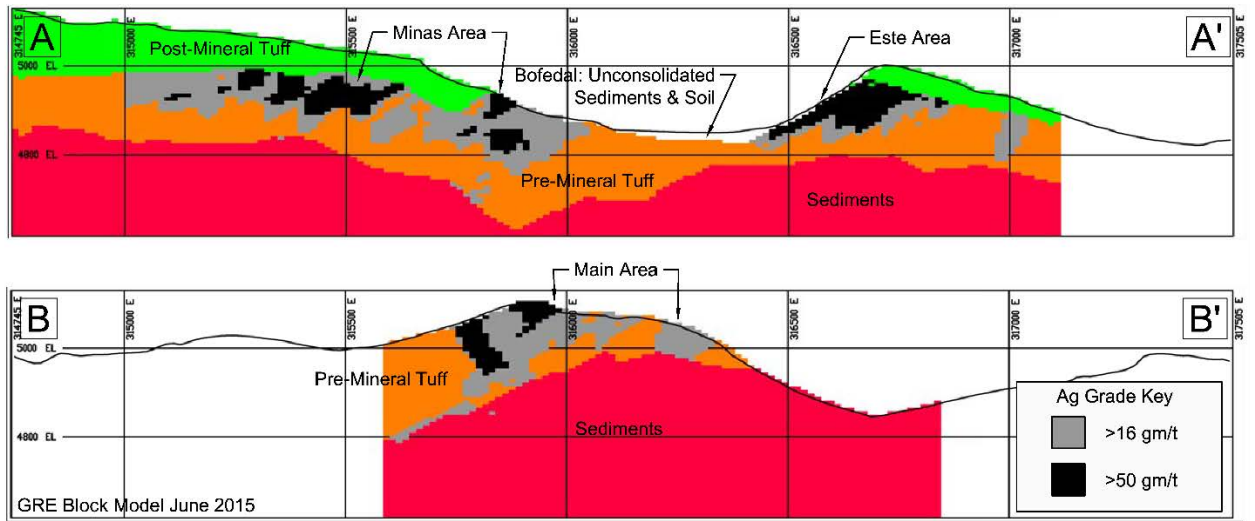 A
314745 E
315000 E
315500 E
316000 E
316500 E
317000 E
317505 E
A'
Minas Area
Este Area
Post-Mineral Tuff
5000 EL
Bofedal: Unconsolidated
Sediments & Soil
4800 EL
Pre-Mineral Tuff
Sediments
Main Area
B
314745 E
315000 E
315500 E
316000 E
316500 E
317000 E
317505 E
B'
5000 EL
Pre-Mineral Tuff
4800 EL
Sediments
Ag Grade Key
>16 gm/t
>50 gm/t
GRE Block Model June 2015